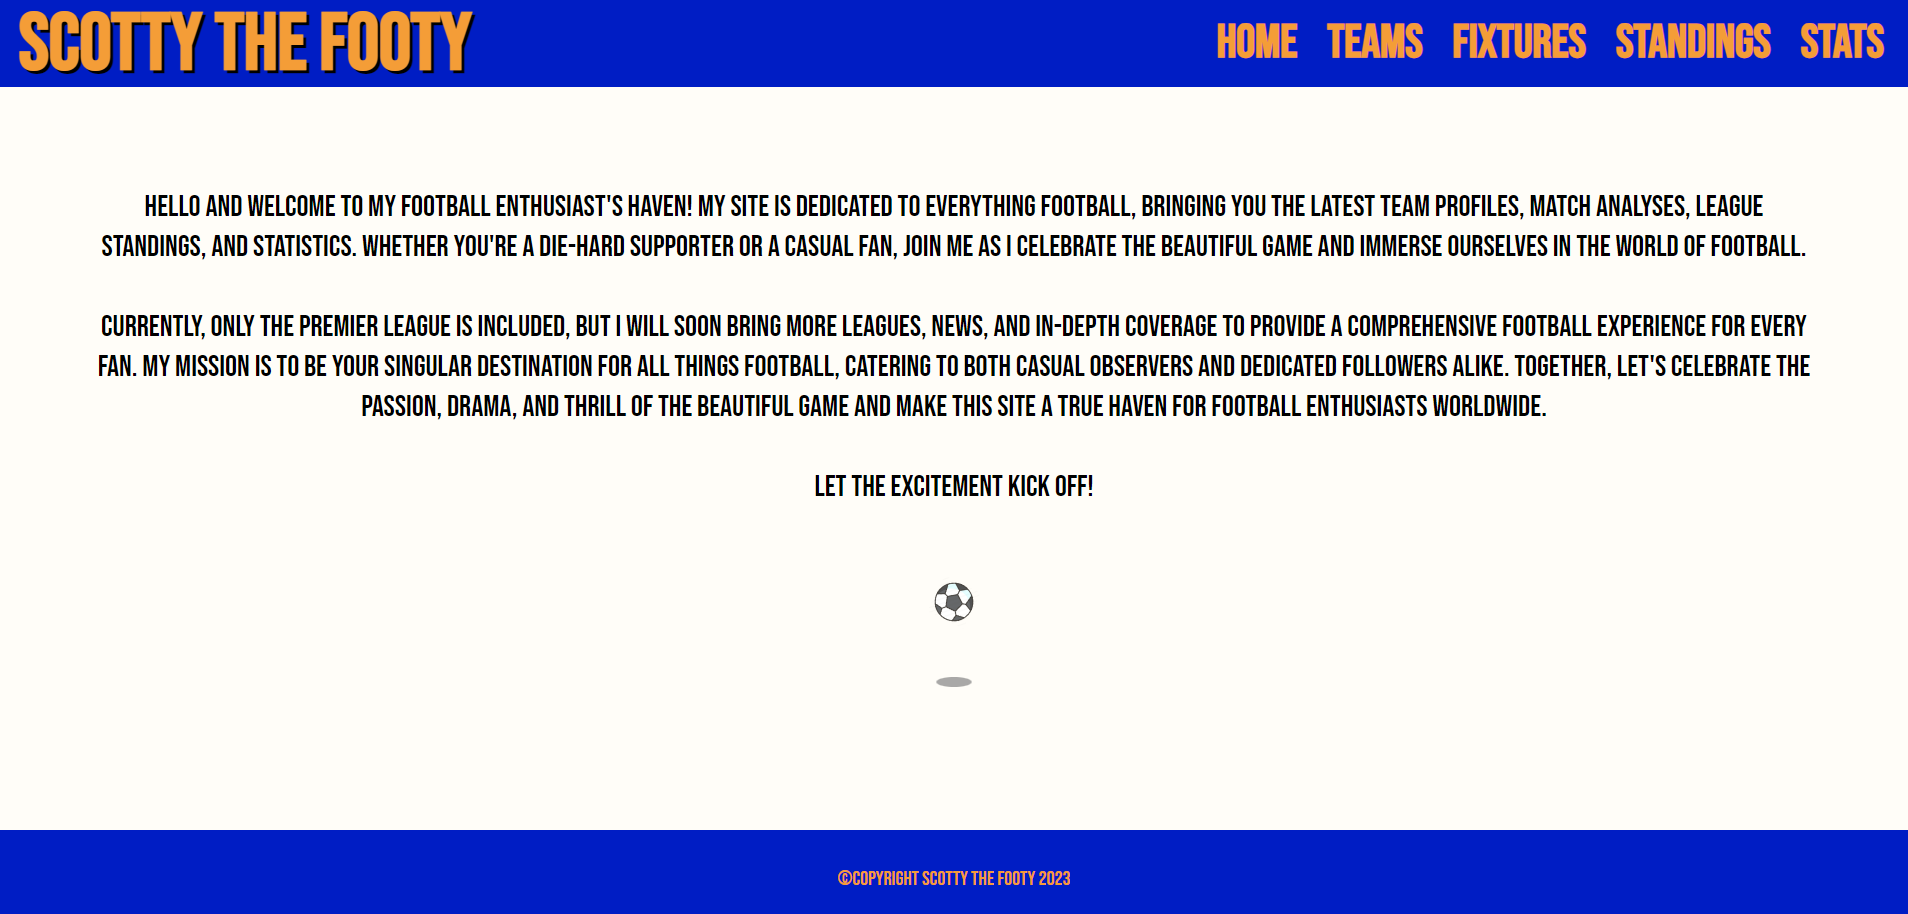 SCOTTY THE FOOTY
HOME TEAMS FIXTURES STANDINGS STATS
HELLO AND WELCOME TO MY FOOTBALL ENTHUSIAST'S HAVEN! MY SITE IS DEDICATED TO EVERYTHING FOOTBALL, BRINGING YOU THE LATEST TEAM PROFILES, MATCH ANALYSES, LEAGUE
STANDINGS, AND STATISTICS. WHETHER YOU'RE A DIE-HARD SUPPORTER OR A CASUAL FAN, JOIN ME AS I CELEBRATE THE BEAUTIFUL GAME AND IMMERSE OURSELVES IN THE WORLD OF FOOTBALL.
CURRENTLY, ONLY THE PREMIER LEAGUE IS INCLUDED, BUT I WILL SOON BRING MORE LEAGUES, NEWS, AND IN-DEPTH COVERAGE TO PROVIDE A COMPREHENSIVE FOOTBALL EXPERIENCE FOR EVERY
FAN. MY MISSION IS TO BE YOUR SINGULAR DESTINATION FOR ALL THINGS FOOTBALL, CATERING TO BOTH CASUAL OBSERVERS AND DEDICATED FOLLOWERS ALIKE. TOGETHER, LET'S CELEBRATE THE
PASSION, DRAMA, AND THRILL OF THE BEAUTIFUL GAME AND MAKE THIS SITE A TRUE HAVEN FOR FOOTBALL ENTHUSIASTS WORLDWIDE.
LET THE EXCITEMENT KICK OFF!
©COPYRIGHT SCOTTY THE FOOTY 2023